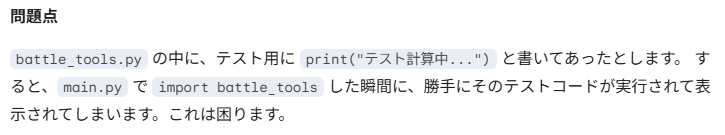 問題点
battle_tools.py の中に、テスト用に print("テスト計算中...") と書いてあったとします。 す
ると、main.py で import battle_tools した瞬間に、勝手にそのテストコードが実行されて表
示されてしまいます。これは困ります。